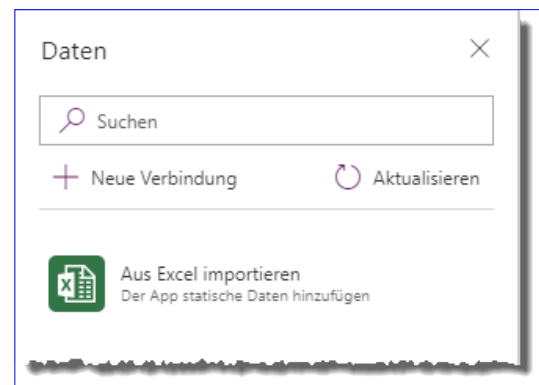 Daten
Suchen
Neue Verbindung
Aktualisieren
Aus Excel importieren
Der App statische Daten hinzufügen